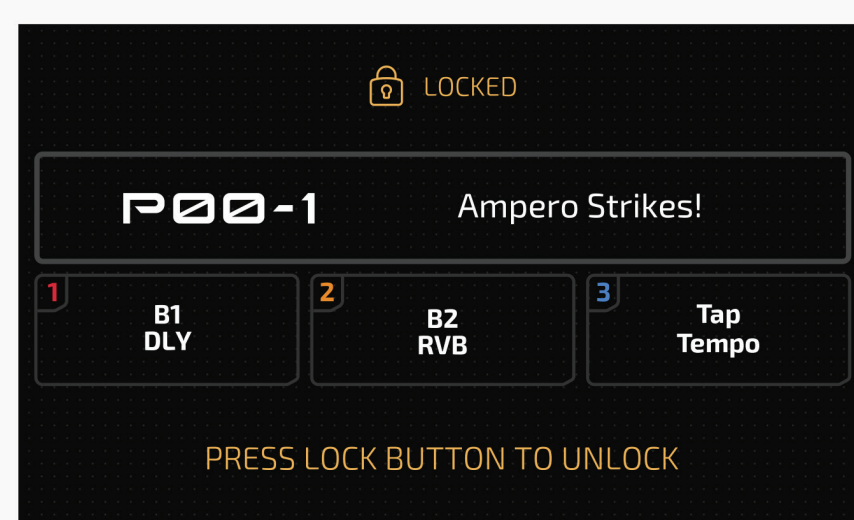 LOCKED
P00-1 Ampero Strikes!
1 2 3
B1
DLY
B2
RVB
Tap
Tempo
PRESS LOCK BUTTON TO UNLOCK